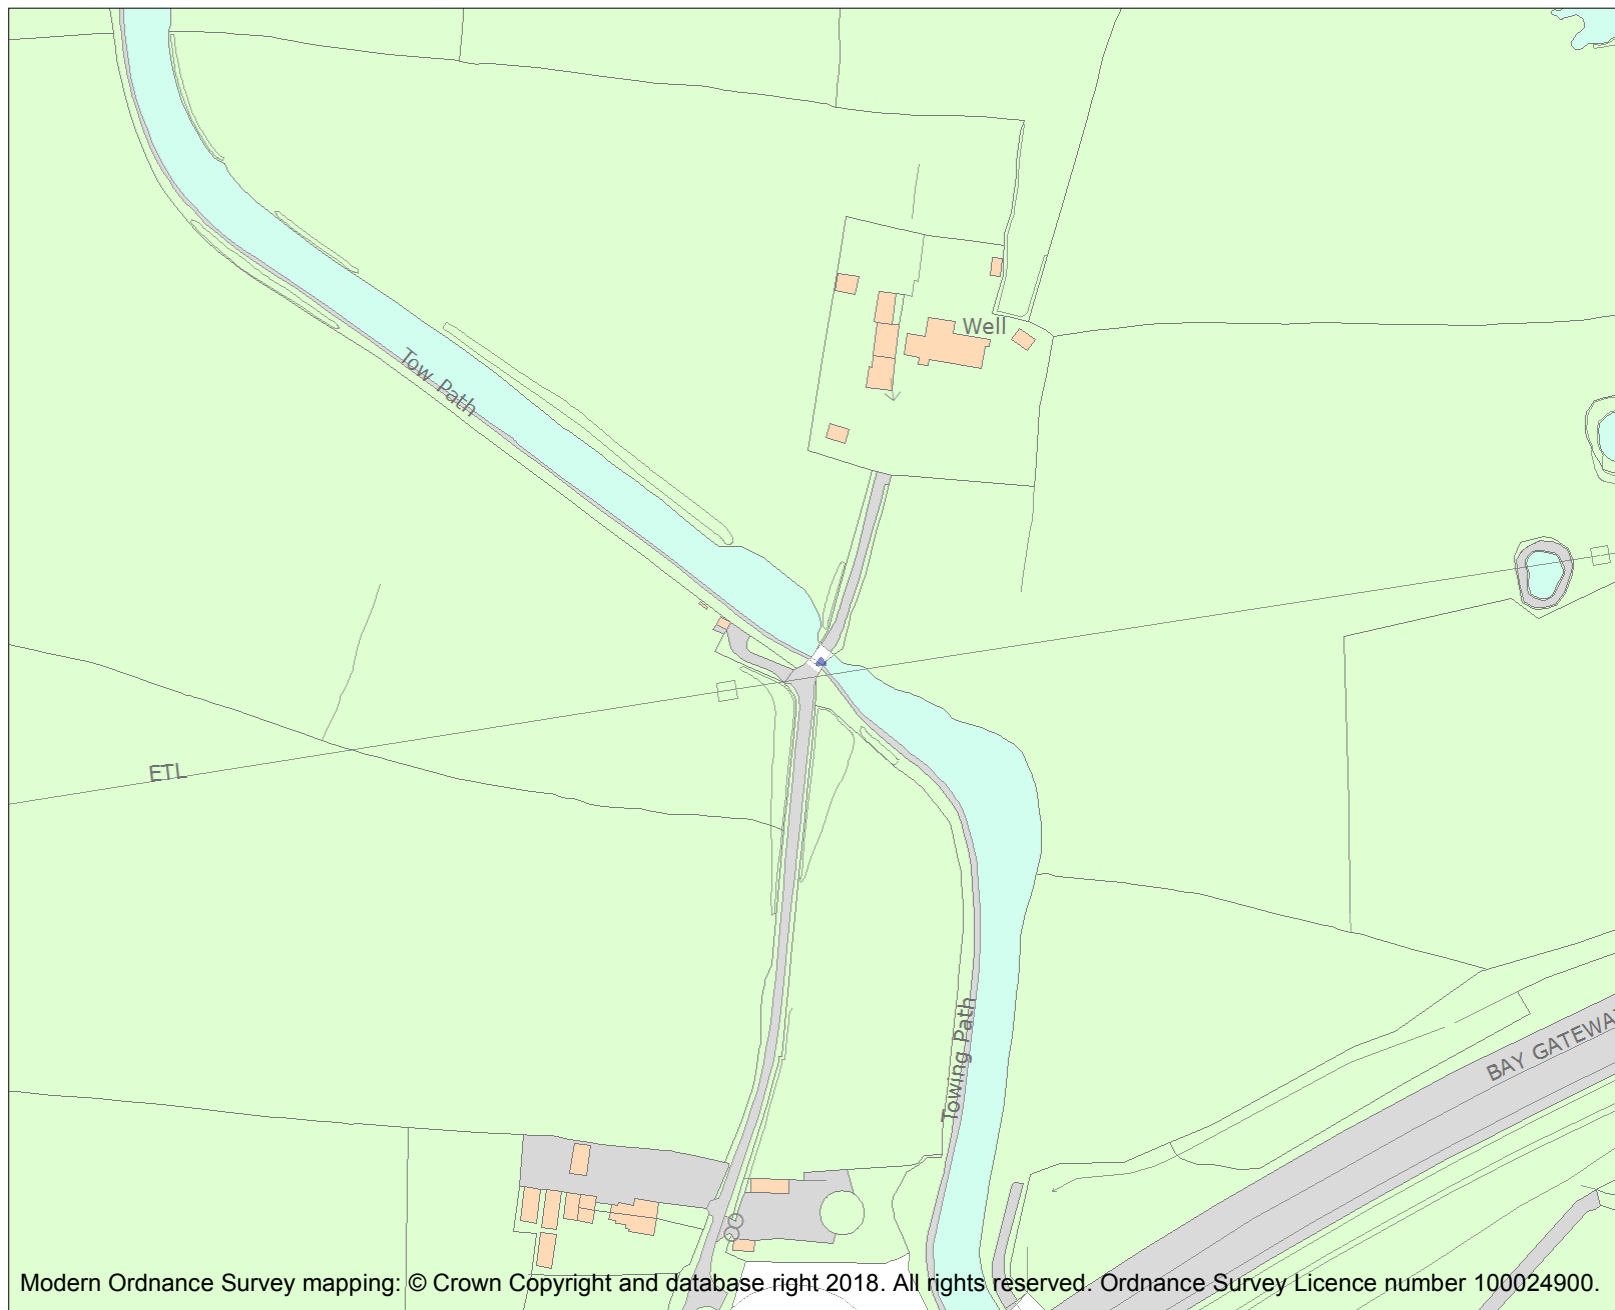 Well
Tow Path
ETL
Towing Path
BAY GATEWA
Modern Ordnance Survey mapping: © Crown Copyright and database right 2018. All rights reserved. Ordnance Survey Licence number 100024900.